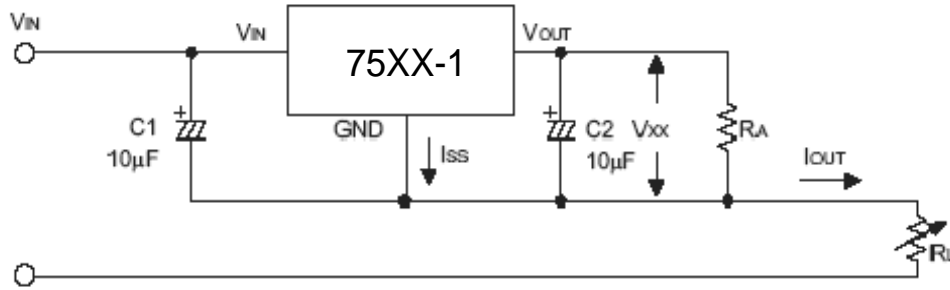 VIN
VIN
VOUT
75XX-1
C1
10μF
GND
ISS
C2
10μF
VXX
RA
IOUT
RL